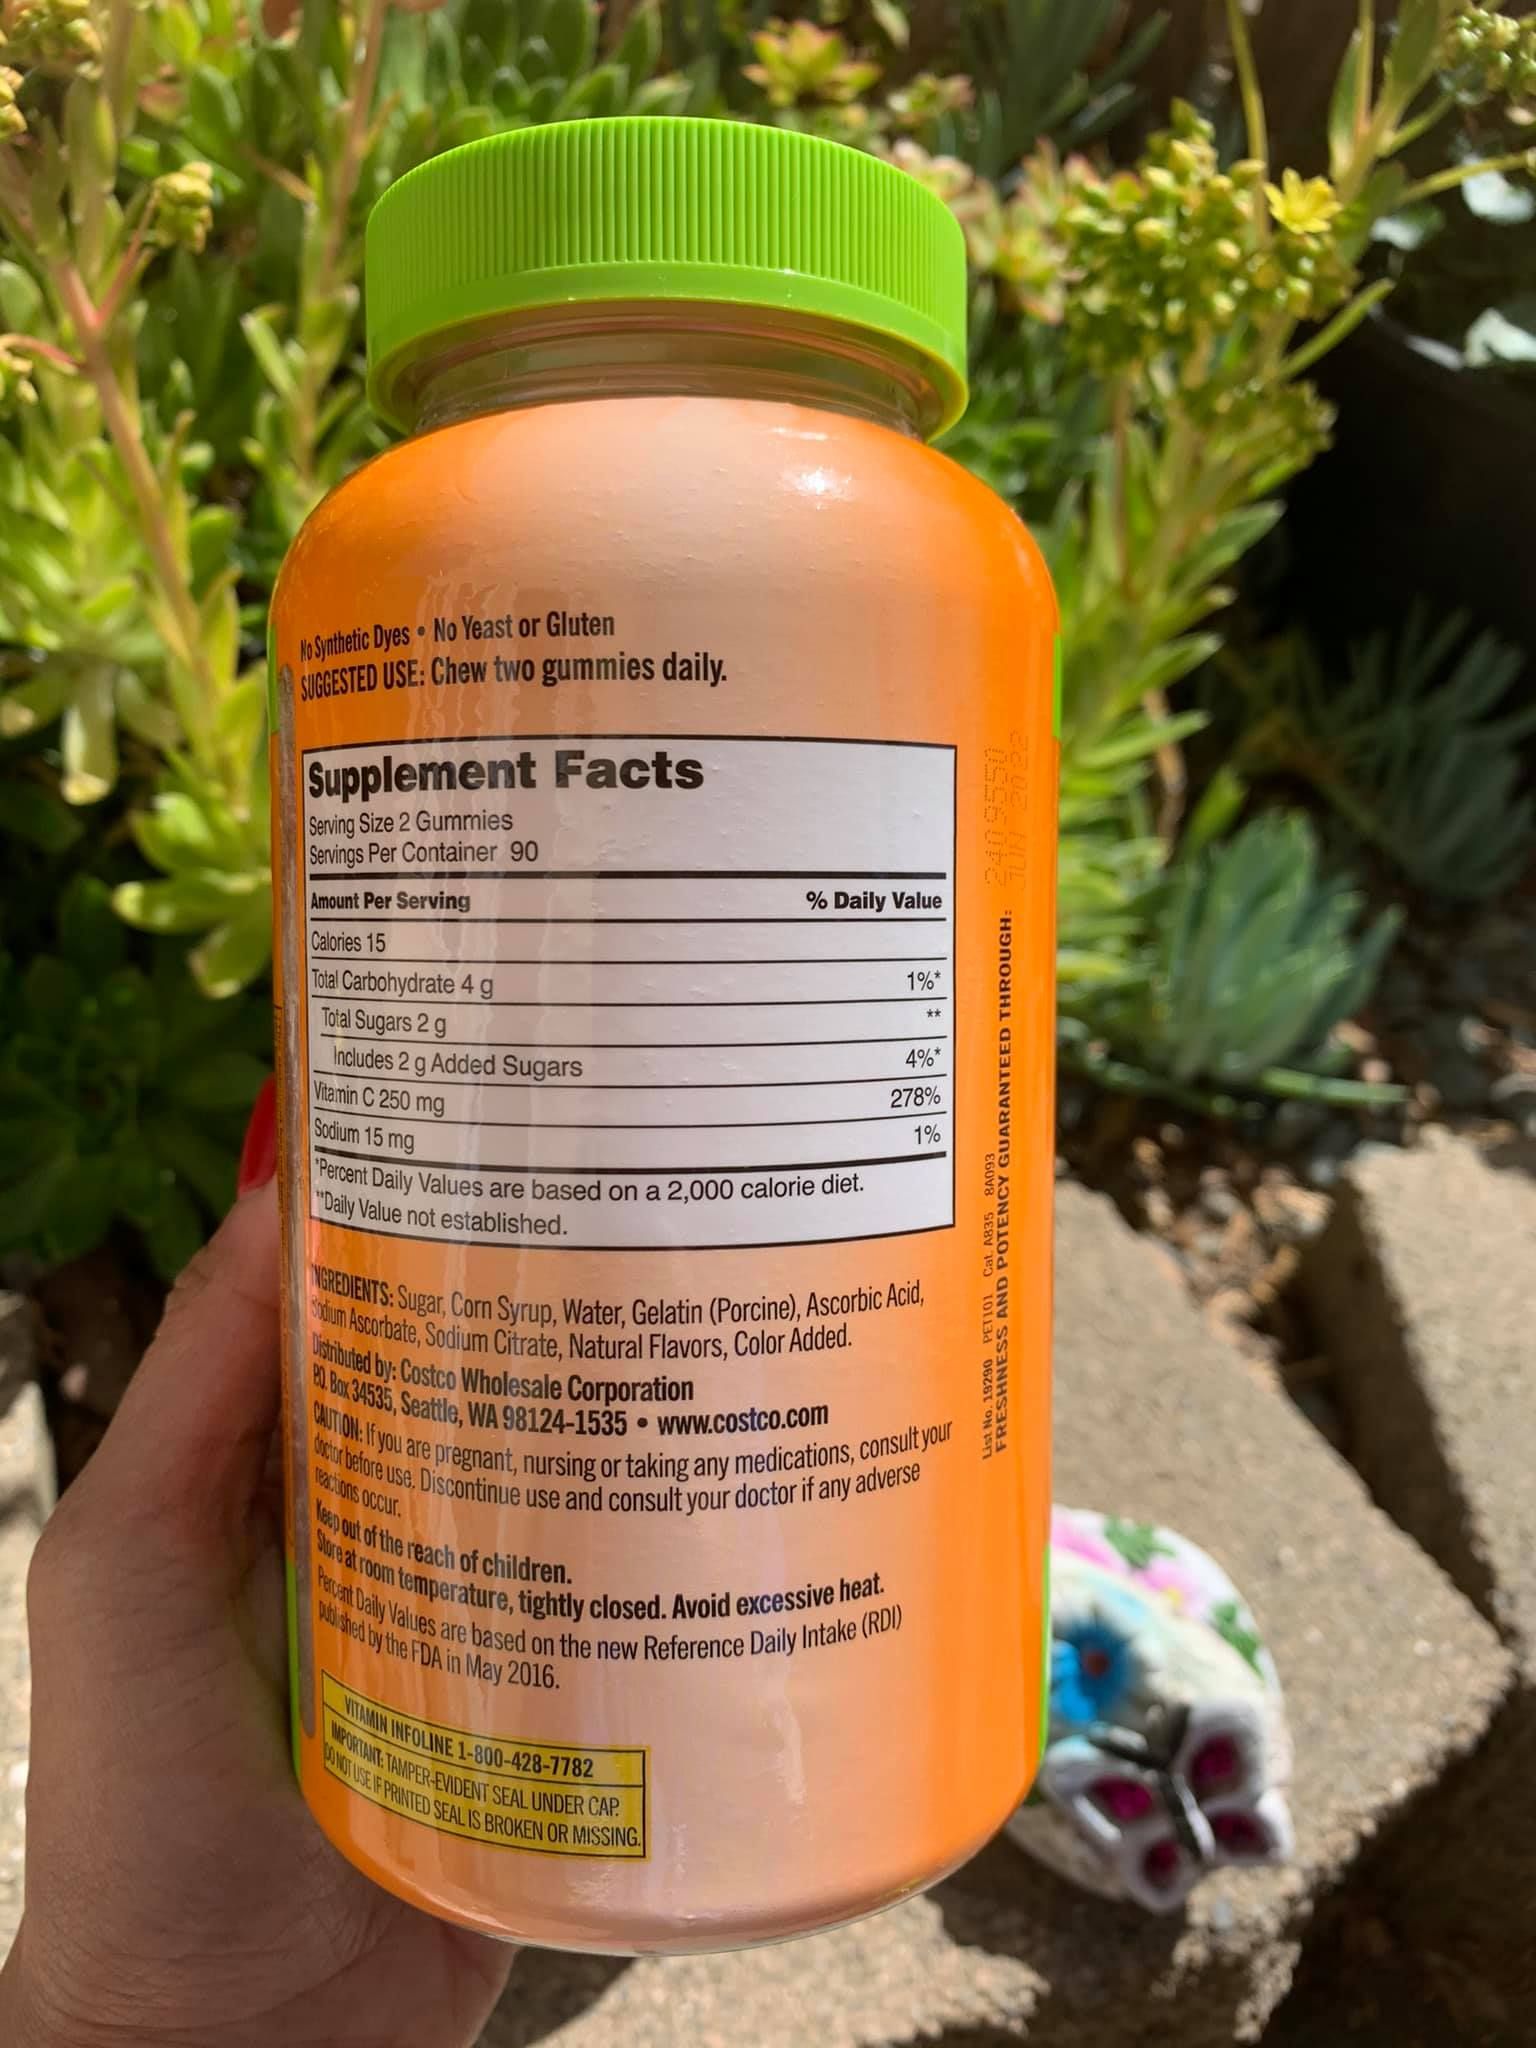 No Synthetic Dyes • No Yeast or Gluten
SUGGESTED USE: Chew two gummies daily.
Supplement Facts
Serving Size 2 Gummies
Servings Per Container 90
Amount Per Serving % Daily Value
Calories 15
Total Carbohydrate 4 g 1%*
Total Sugars 2 g **
Includes 2 g Added Sugars 4%*
Vitamin C 250 mg 278%
Sodium 15 mg 1%
*Percent Daily Values are based on a 2,000 calorie diet.
**Daily Value not established.
INGREDIENTS: Sugar, Corn Syrup, Water, Gelatin (Porcine), Ascorbic Acid,
Sodium Ascorbate, Sodium Citrate, Natural Flavors, Color Added.
Distributed by: Costco Wholesale Corporation
P.O. Box 34535, Seattle, WA 98124-1535 • www.costco.com
CAUTION: If you are pregnant, nursing or taking any medications, consult your
doctor before use. Discontinue use and consult your doctor if any adverse
reactions occur.
Keep out of the reach of children.
Store at room temperature, tightly closed. Avoid excessive heat.
Percent Daily Values are based on the new Reference Daily Intake (RDI)
published by the FDA in May 2016.
VITAMIN INFOLINE 1-800-428-7782
IMPORTANT: TAMPER-EVIDENT SEAL UNDER CAP.
DO NOT USE IF PRINTED SEAL IS BROKEN OR MISSING.
List No. 19290 PET101 Cat. A835 8A093
FRESHNESS AND POTENCY GUARANTEED THROUGH:
JUN 2022